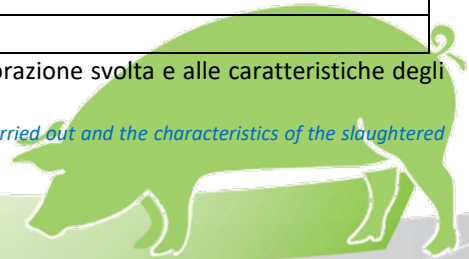 orazione svolta e alle caratteristiche degli
rried out and the characteristics of the slaughtered